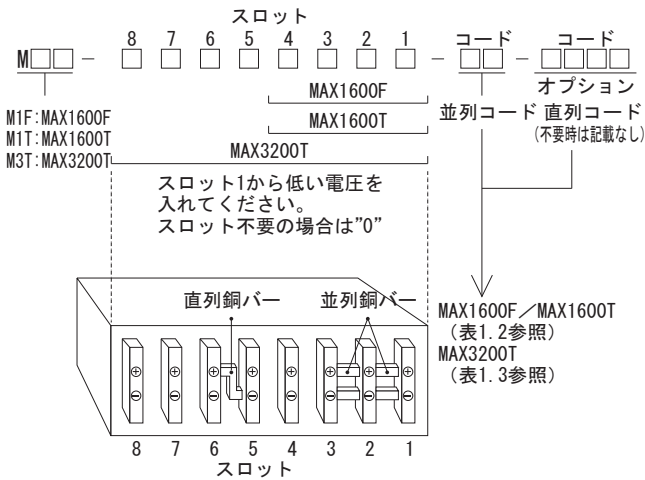 スロット
8 7 6 5 4 3 2 1 コード コード
M□□ - □ □ □ □ □ □ □ □ - □□ - □□□□
オプション
MAX1600F
並列コード 直列コード
(不要時は記載なし)
M1F:MAX1600F
M1T:MAX1600T
M3T:MAX3200T
MAX1600T
MAX3200T
スロット1から低い電圧を
入れてください。
スロット不要の場合は”0”
直列銅バー 並列銅バー
MAX1600F/MAX1600T
(表1.2参照)
MAX3200T
(表1.3参照)
⊕ ⊕ ⊕ ⊕ ⊕ ⊕ ⊕ ⊕
⊖ ⊖ ⊖ ⊖ ⊖ ⊖ ⊖ ⊖
8 7 6 5 4 3 2 1
スロット